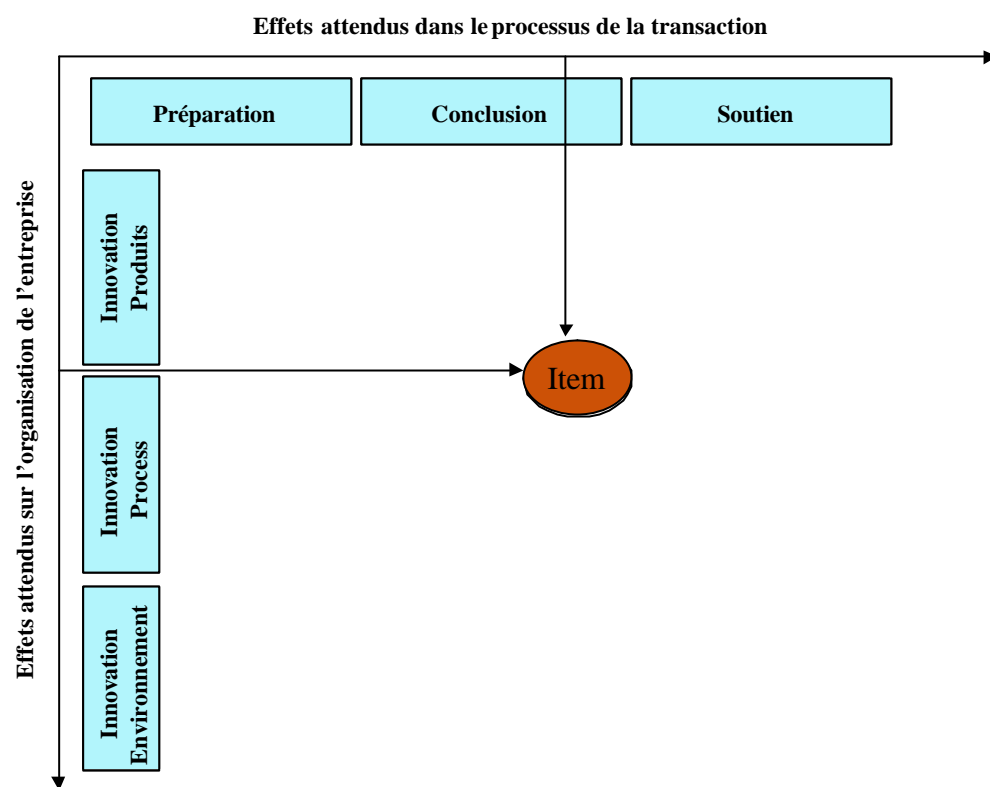 Effets attendus dans le processus de la transaction
Préparation
Conclusion
Soutien
Effets attendus sur l'organisation de l'entreprise
Innovation
Produits
Item
Innovation
Process
Innovation
Environnement